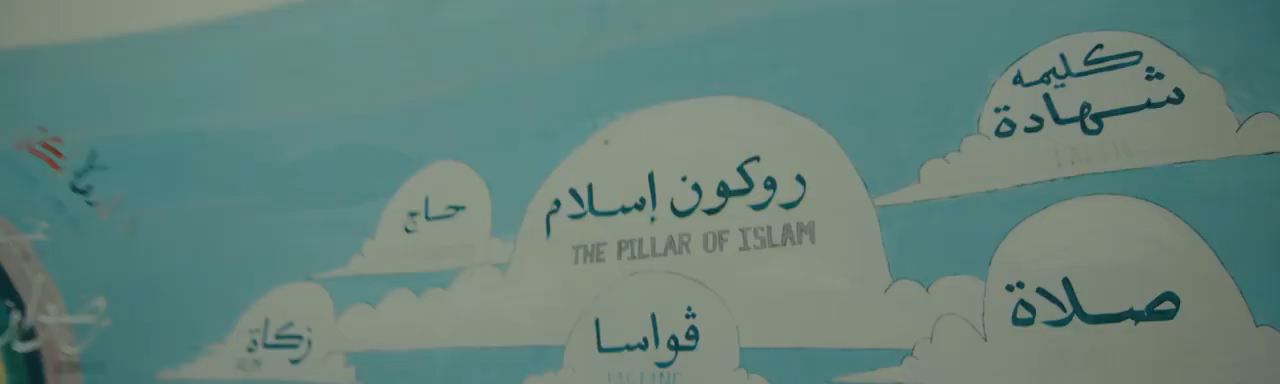 كليمه
شهادة
روكون إسلام
THE PILLAR OF ISLAM
حاج
صلاة
ڤواسا
زكاة